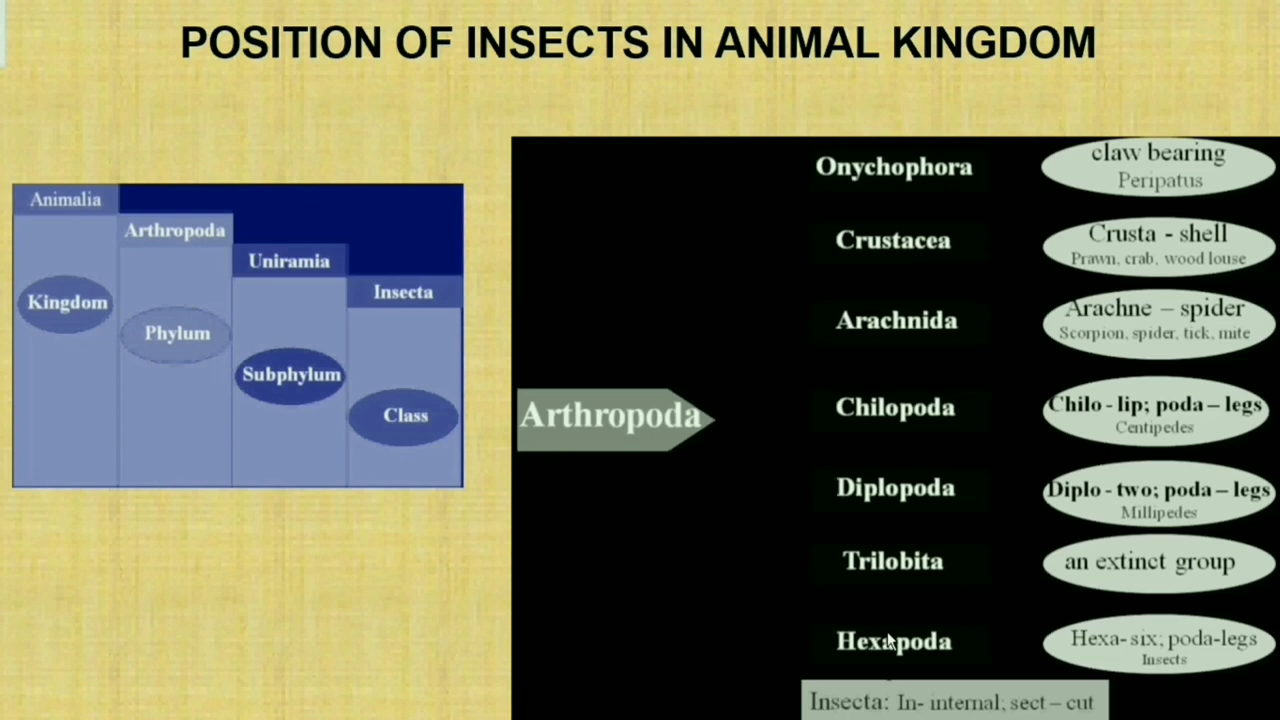 POSITION OF INSECTS IN ANIMAL KINGDOM
Animalia
Arthropoda
Uniramia
Insecta
Kingdom
Phylum
Subphylum
Class
Arthropoda
Onychophora
claw bearing
Peripatus
Crustacea
Crusta - shell
Prawn, crab, wood louse
Arachnida
Arachne – spider
Scorpion, spider, tick, mite
Chilopoda
Chilo - lip; poda – legs
Centipedes
Diplopoda
Diplo - two; poda – legs
Millipedes
Trilobita
an extinct group
Hexapoda
Hexa- six; poda-legs
Insects
Insecta: In- internal; sect – cut